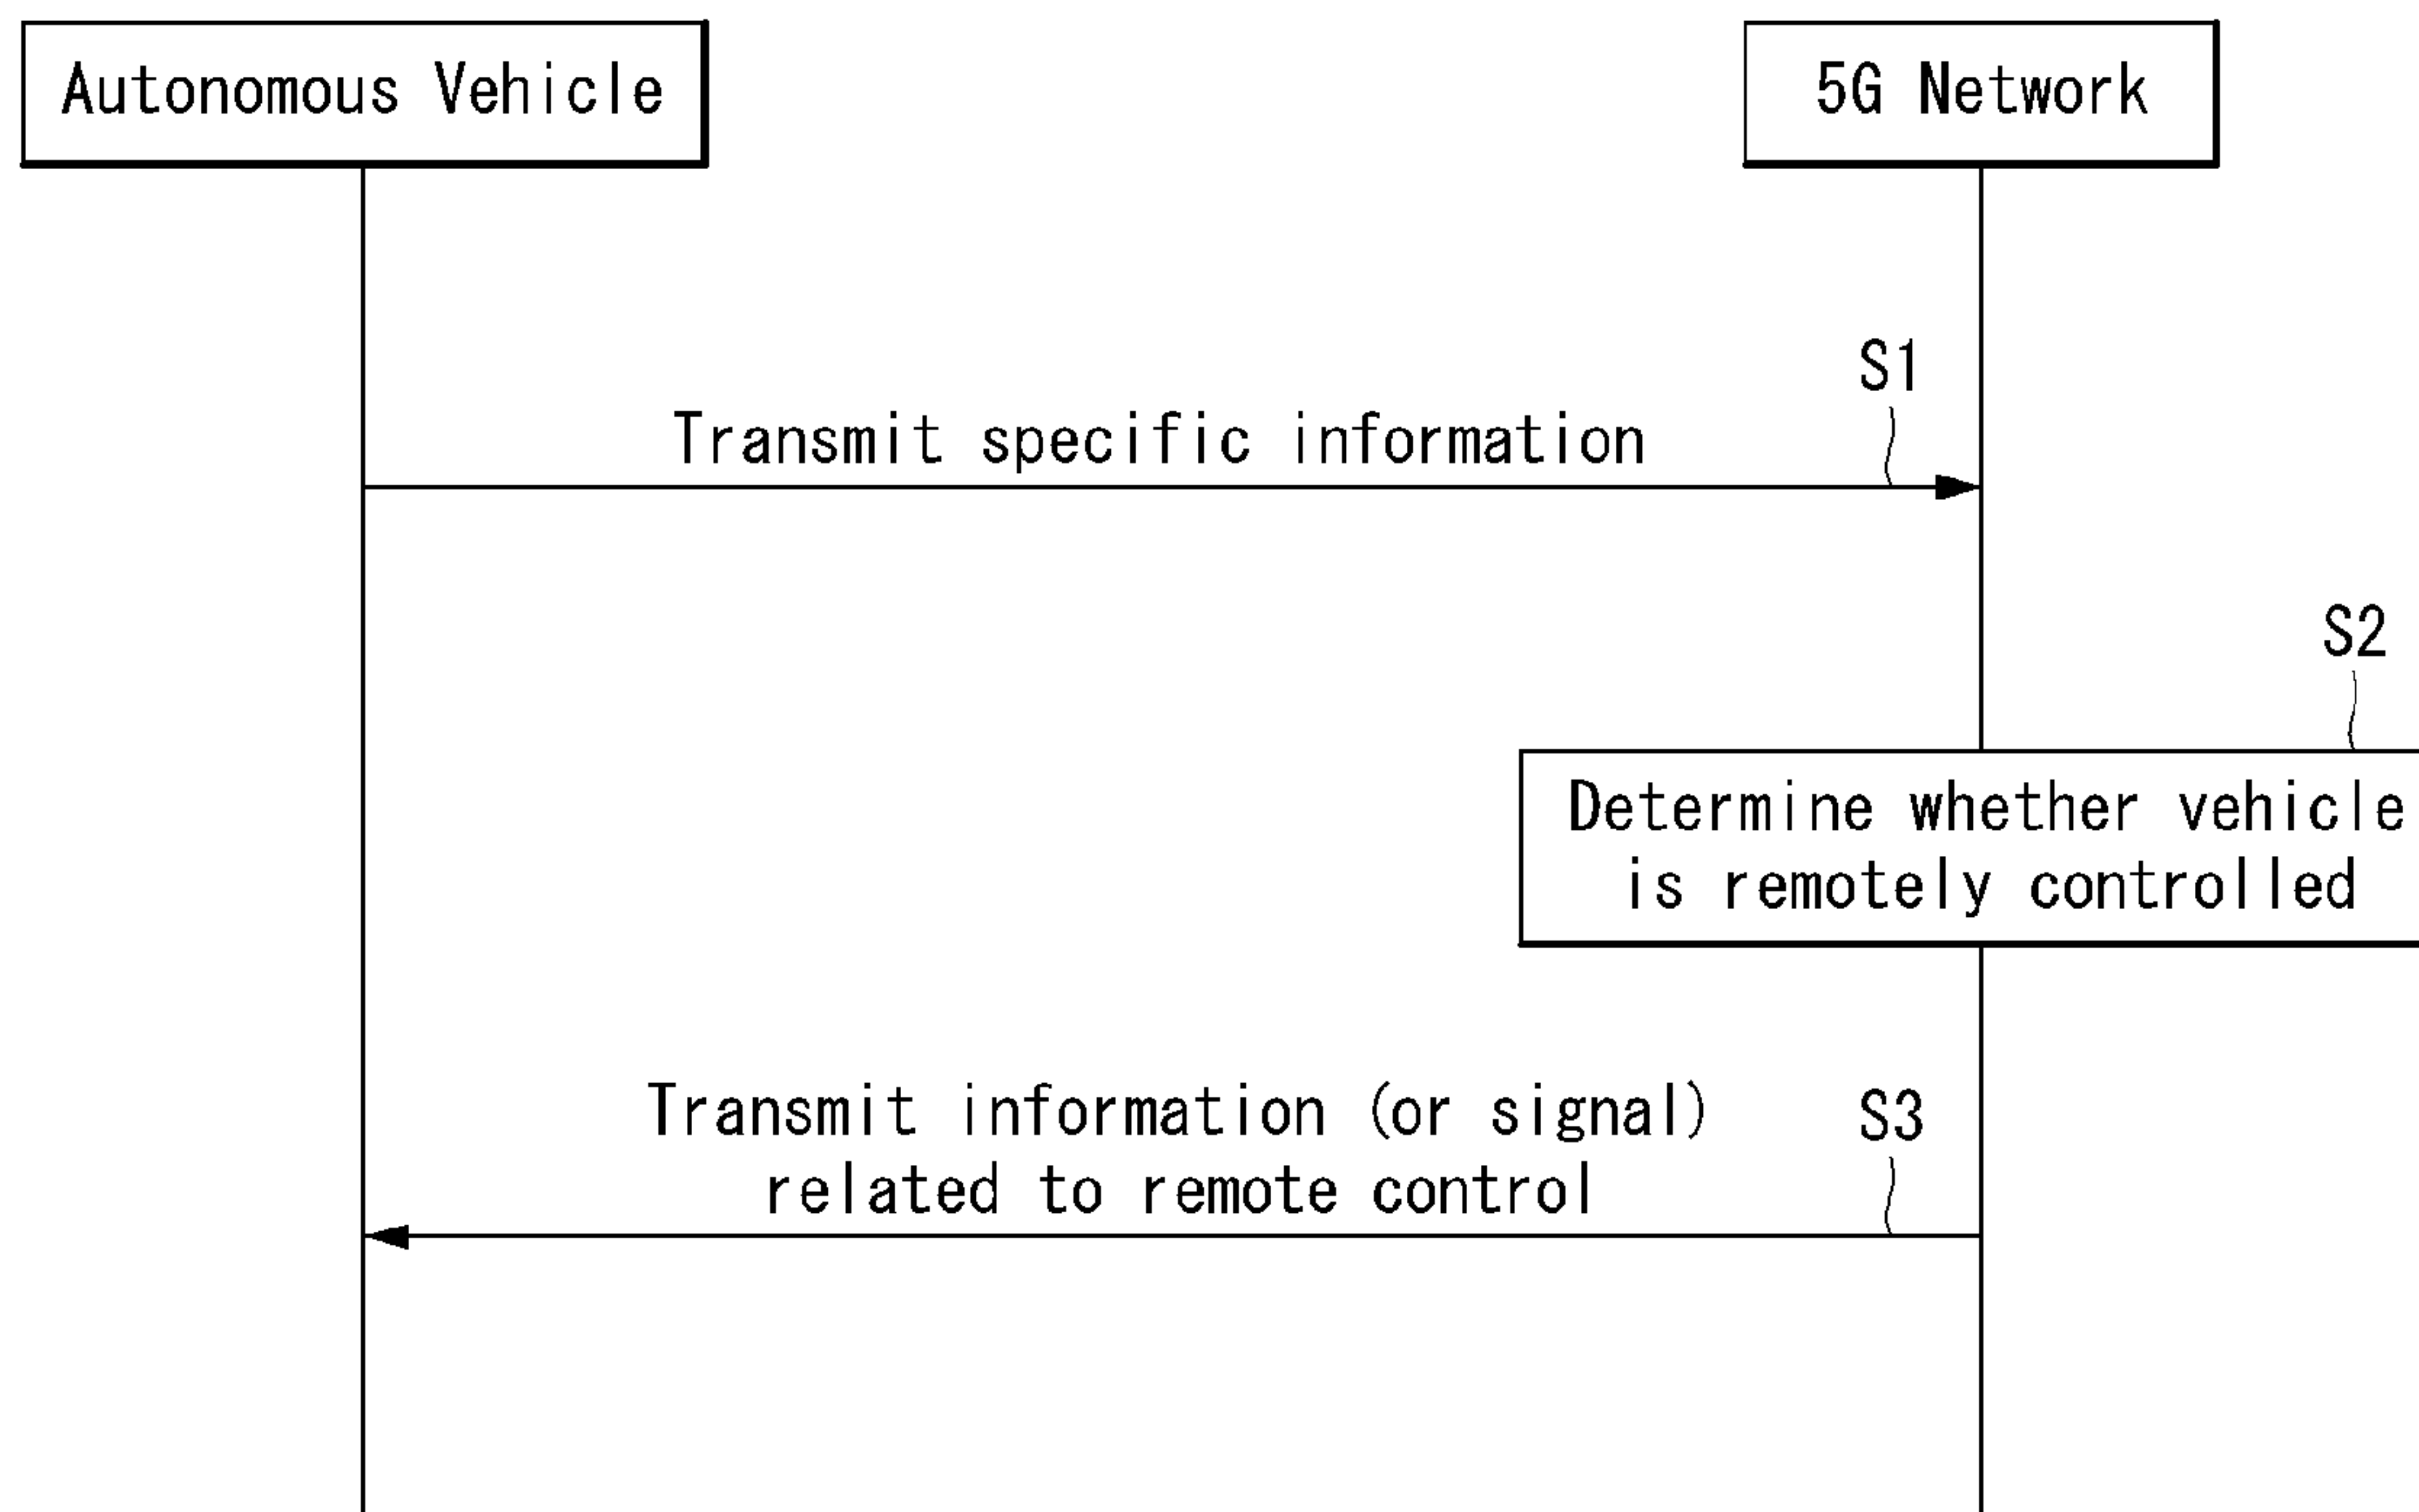 Autonomous Vehicle
5G Network
S1
Transmit specific information
S2
Determine whether vehicle
is remotely controlled
Transmit information (or signal)
S3
related to remote control